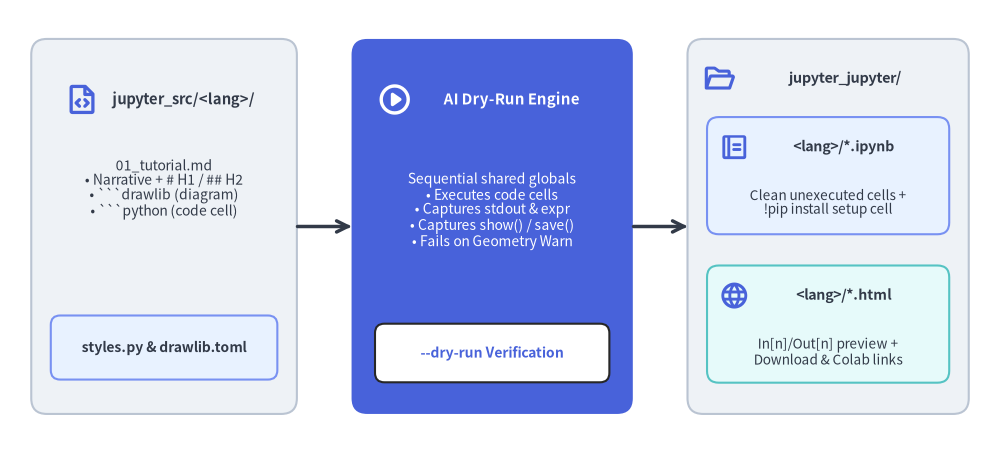 jupyter_src/<lang>/
01_tutorial.md
• Narrative + # H1 / ## H2
• ```drawlib (diagram)
• ```python (code cell)
styles.py & drawlib.toml
AI Dry-Run Engine
Sequential shared globals
• Executes code cells
• Captures stdout & expr
• Captures show() / save()
• Fails on Geometry Warn
--dry-run Verification
jupyter_jupyter/
<lang>/*.ipynb
Clean unexecuted cells +
!pip install setup cell
<lang>/*.html
In[n]/Out[n] preview +
Download & Colab links